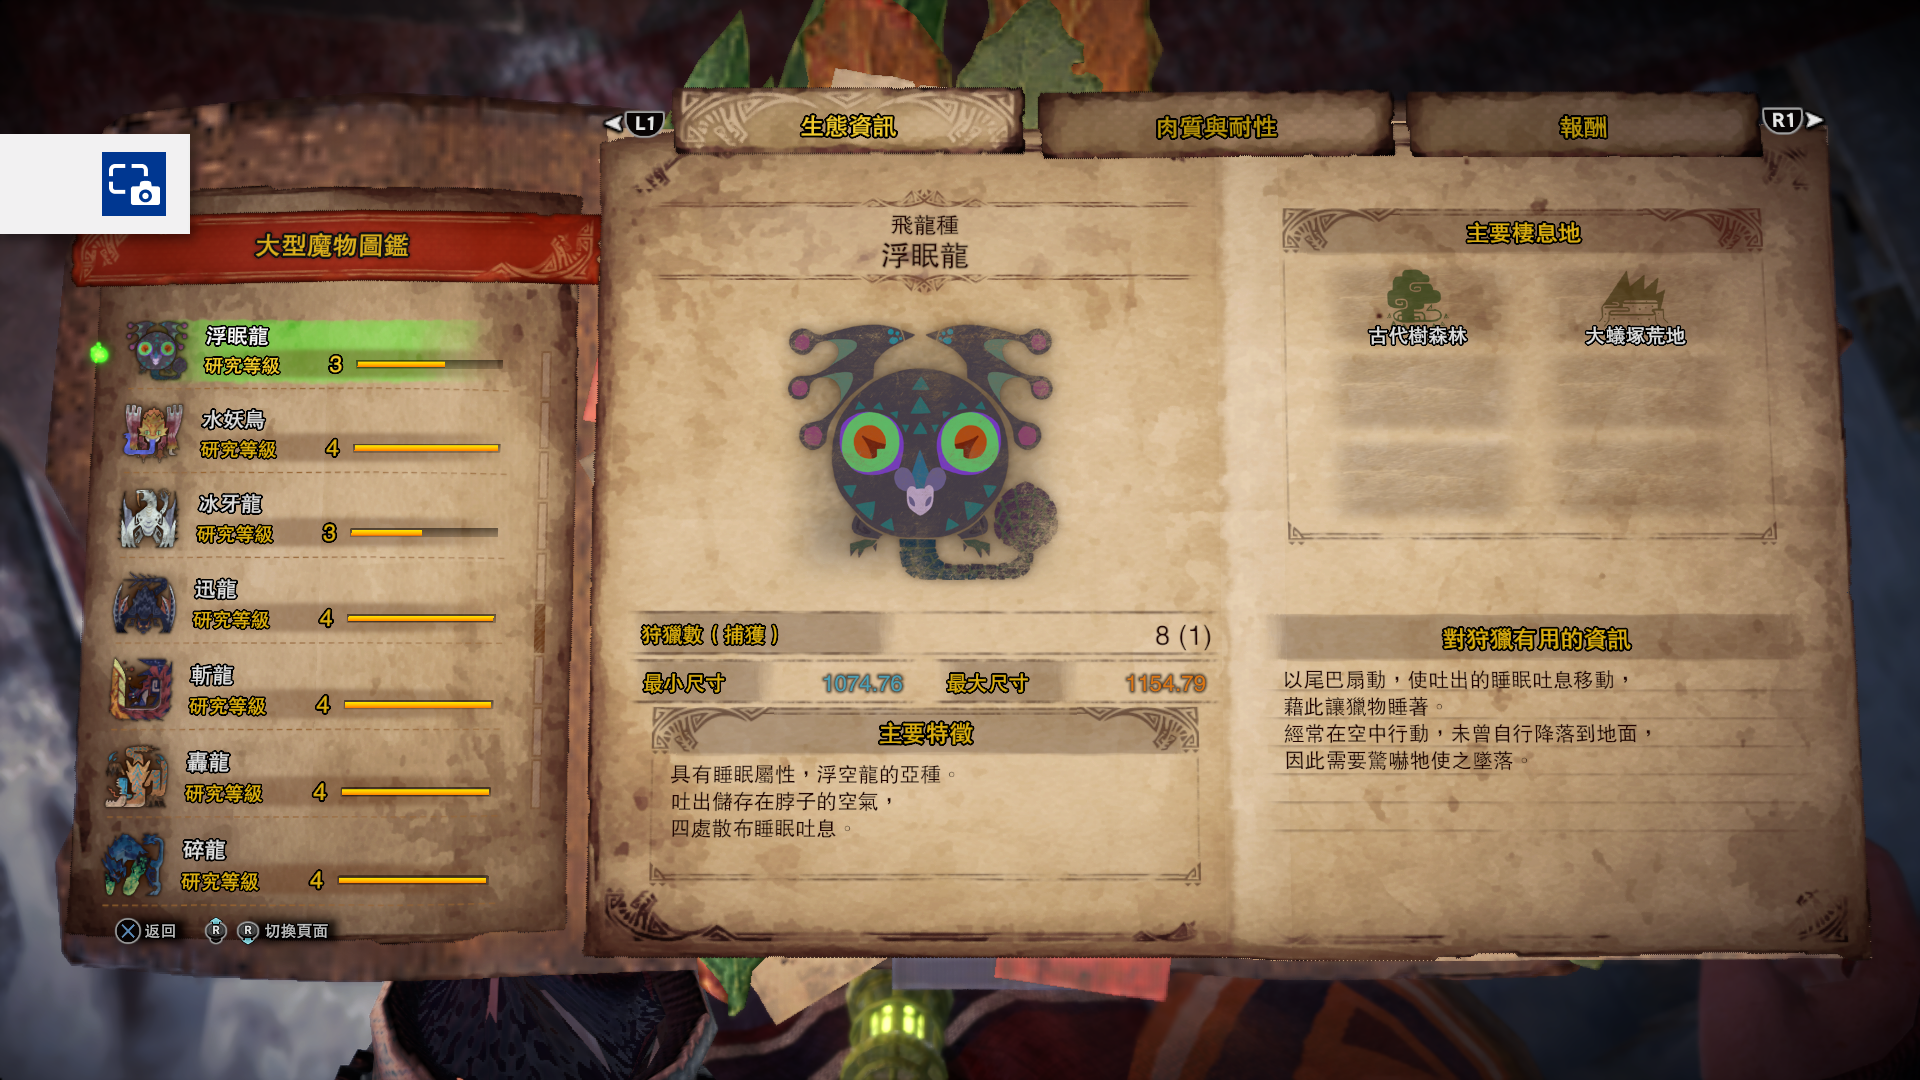 L1
生態資訊
肉質與耐性
報酬
R1
大型魔物圖鑑
浮眠龍
研究等級 3
水妖鳥
研究等級 4
冰牙龍
研究等級 3
迅龍
研究等級 4
斬龍
研究等級 4
轟龍
研究等級 4
碎龍
研究等級 4
返回 R R 切換頁面
飛龍種
浮眠龍
狩獵數(捕獲) 8 (1)
最小尺寸 1074.76 最大尺寸 1154.79
主要特徵
具有睡眠屬性,浮空龍的亞種。
吐出儲存在脖子的空氣,
四處散布睡眠吐息。
主要棲息地
古代樹森林 大蟻塚荒地
對狩獵有用的資訊
以尾巴扇動,使吐出的睡眠吐息移動,
藉此讓獵物睡著。
經常在空中行動,未曾自行降落到地面,
因此需要驚嚇牠使之墜落。